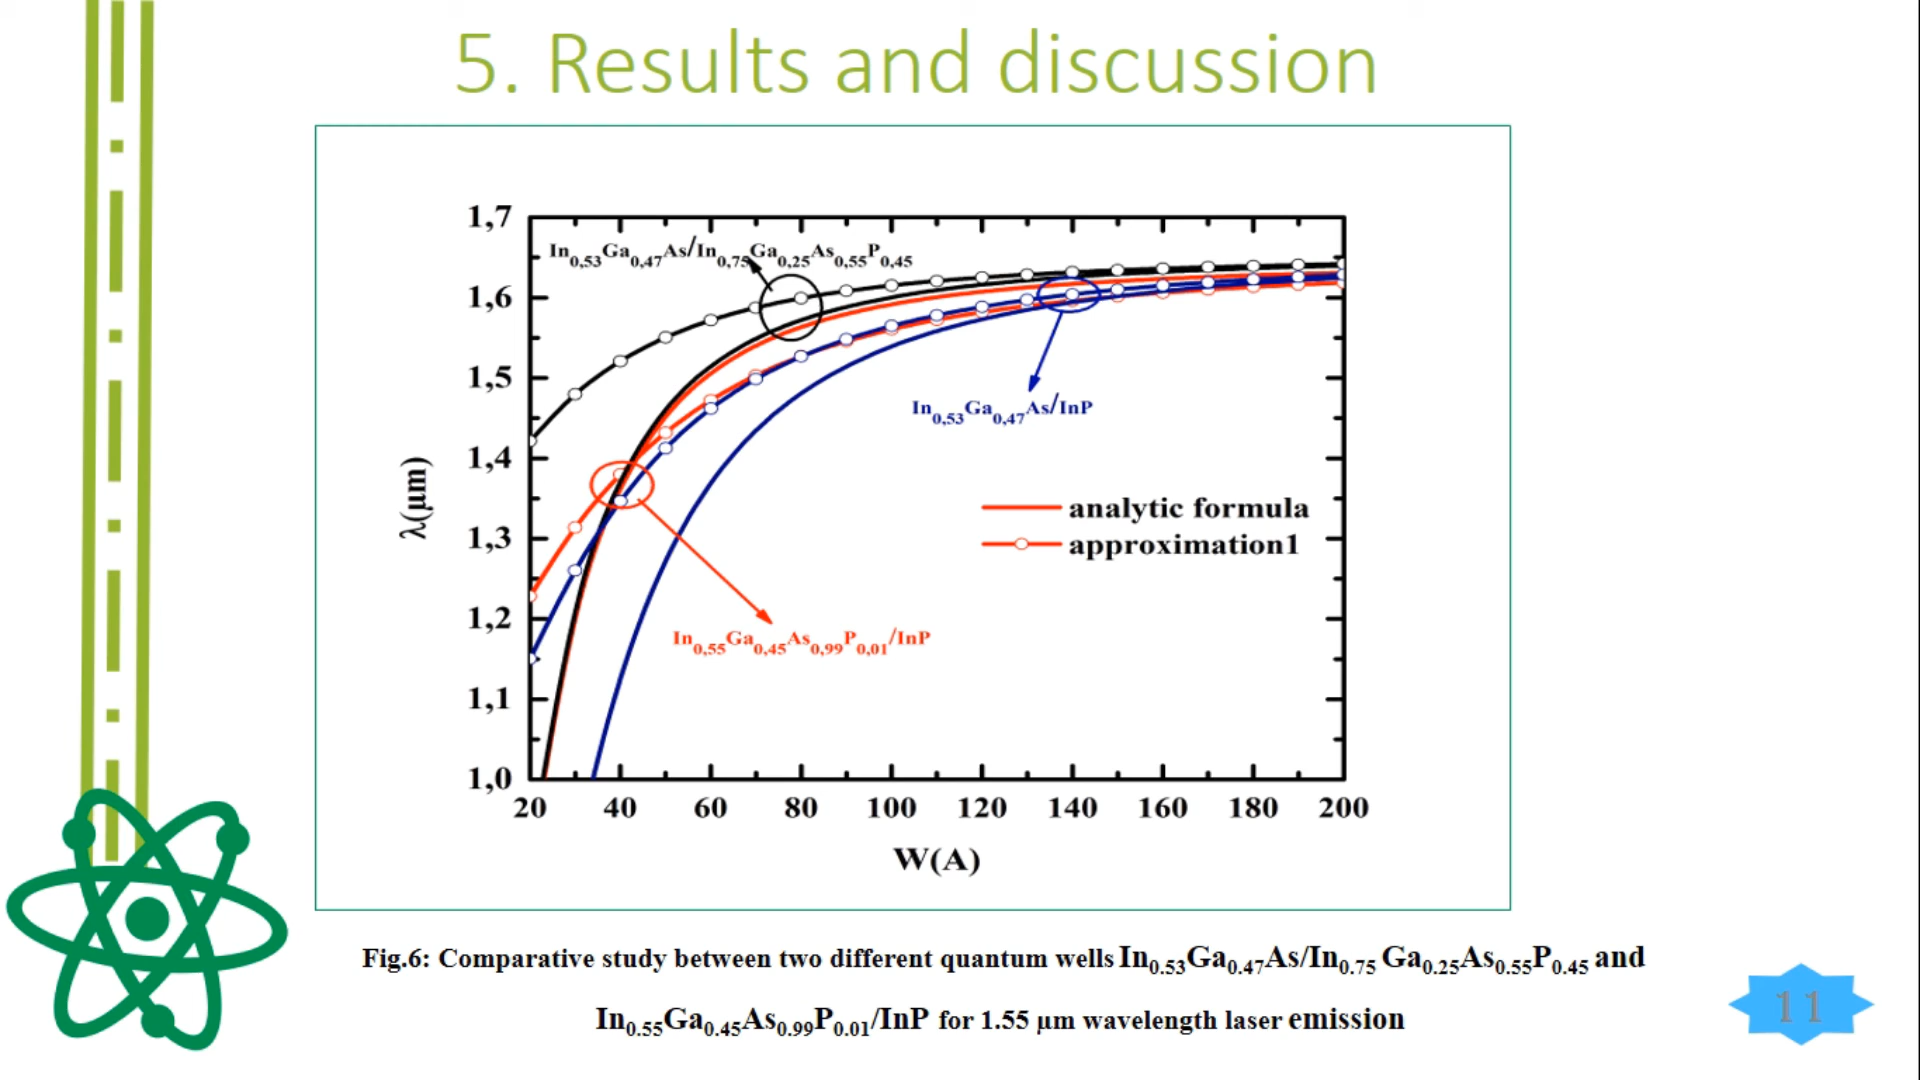 5. Results and discussion
1,7
In0,53Ga0,47As/In0,75Ga0,25As0,55P0,45
1,6
1,5
In0,53Ga0,47As/InP
1,4
λ(μm)
analytic formula
1,3
approximation1
1,2
In0,55Ga0,45As0,99P0,01/InP
1,1
1,0
20 40 60 80 100 120 140 160 180 200
W(A)
Fig.6: Comparative study between two different quantum wells In0.53Ga0.47As/In0.75 Ga0.25As0.55P0.45 and
In0.55Ga0.45As0.99P0.01/InP for 1.55 μm wavelength laser emission
11